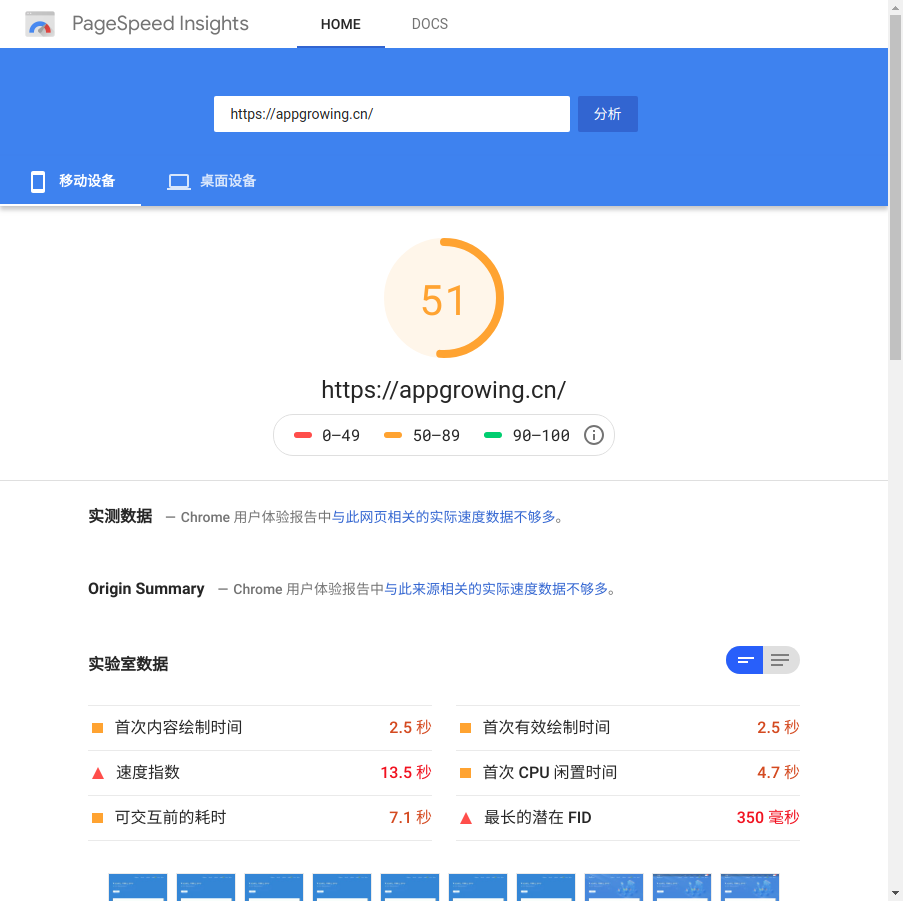 PageSpeed Insights HOME DOCS
https://appgrowing.cn/ 分析
移动设备 桌面设备
51
https://appgrowing.cn/
0–49 50–89 90–100
实测数据 — Chrome 用户体验报告中与此网页相关的实际速度数据不够多。
Origin Summary — Chrome 用户体验报告中与此来源相关的实际速度数据不够多。
实验室数据
首次内容绘制时间 2.5 秒 首次有效绘制时间 2.5 秒
速度指数 13.5 秒 首次 CPU 闲置时间 4.7 秒
可交互前的耗时 7.1 秒 最长的潜在 FID 350 毫秒